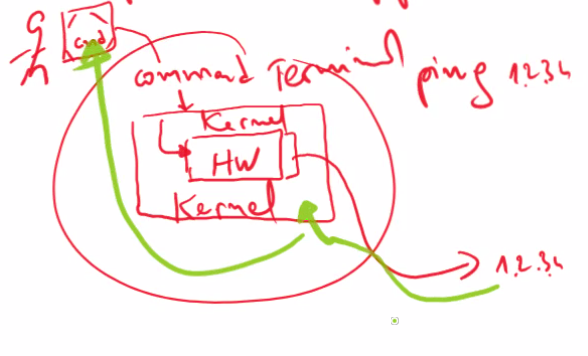 cmd
command Terminal ping 1.2.3.4
Kernel
HW
Kernel
1.2.3.4